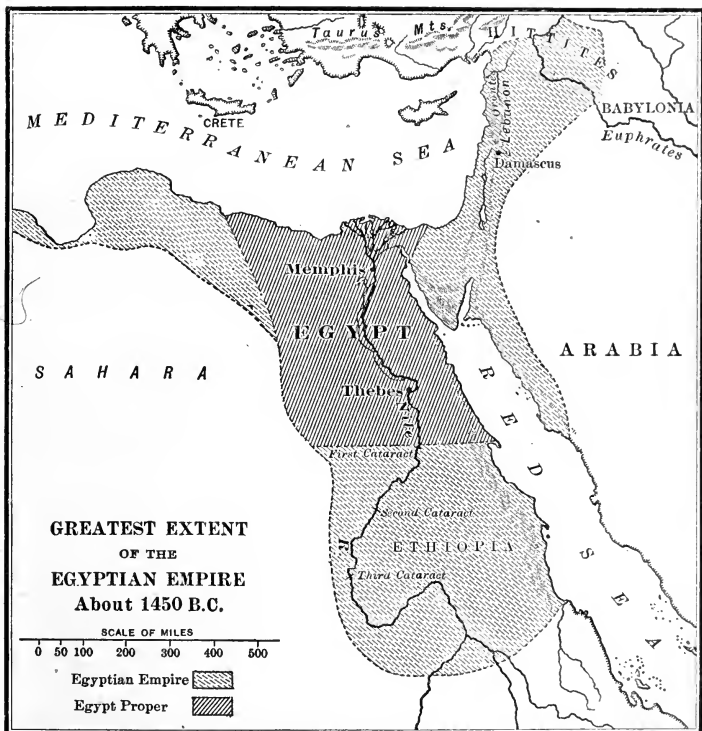 Taurus Mts.
HITTITES
CRETE
MEDITERRANEAN SEA
Orontes
Lebanon
BABYLONIA
Euphrates
Damascus
Memphis
EGYPT
SAHARA
ARABIA
Thebes
Nile
RED SEA
First Cataract
Second Cataract
ETHIOPIA
R.
Third Cataract
GREATEST EXTENT
OF THE
EGYPTIAN EMPIRE
About 1450 B.C.
SCALE OF MILES
0 50 100 200 300 400 500
Egyptian Empire
Egypt Proper